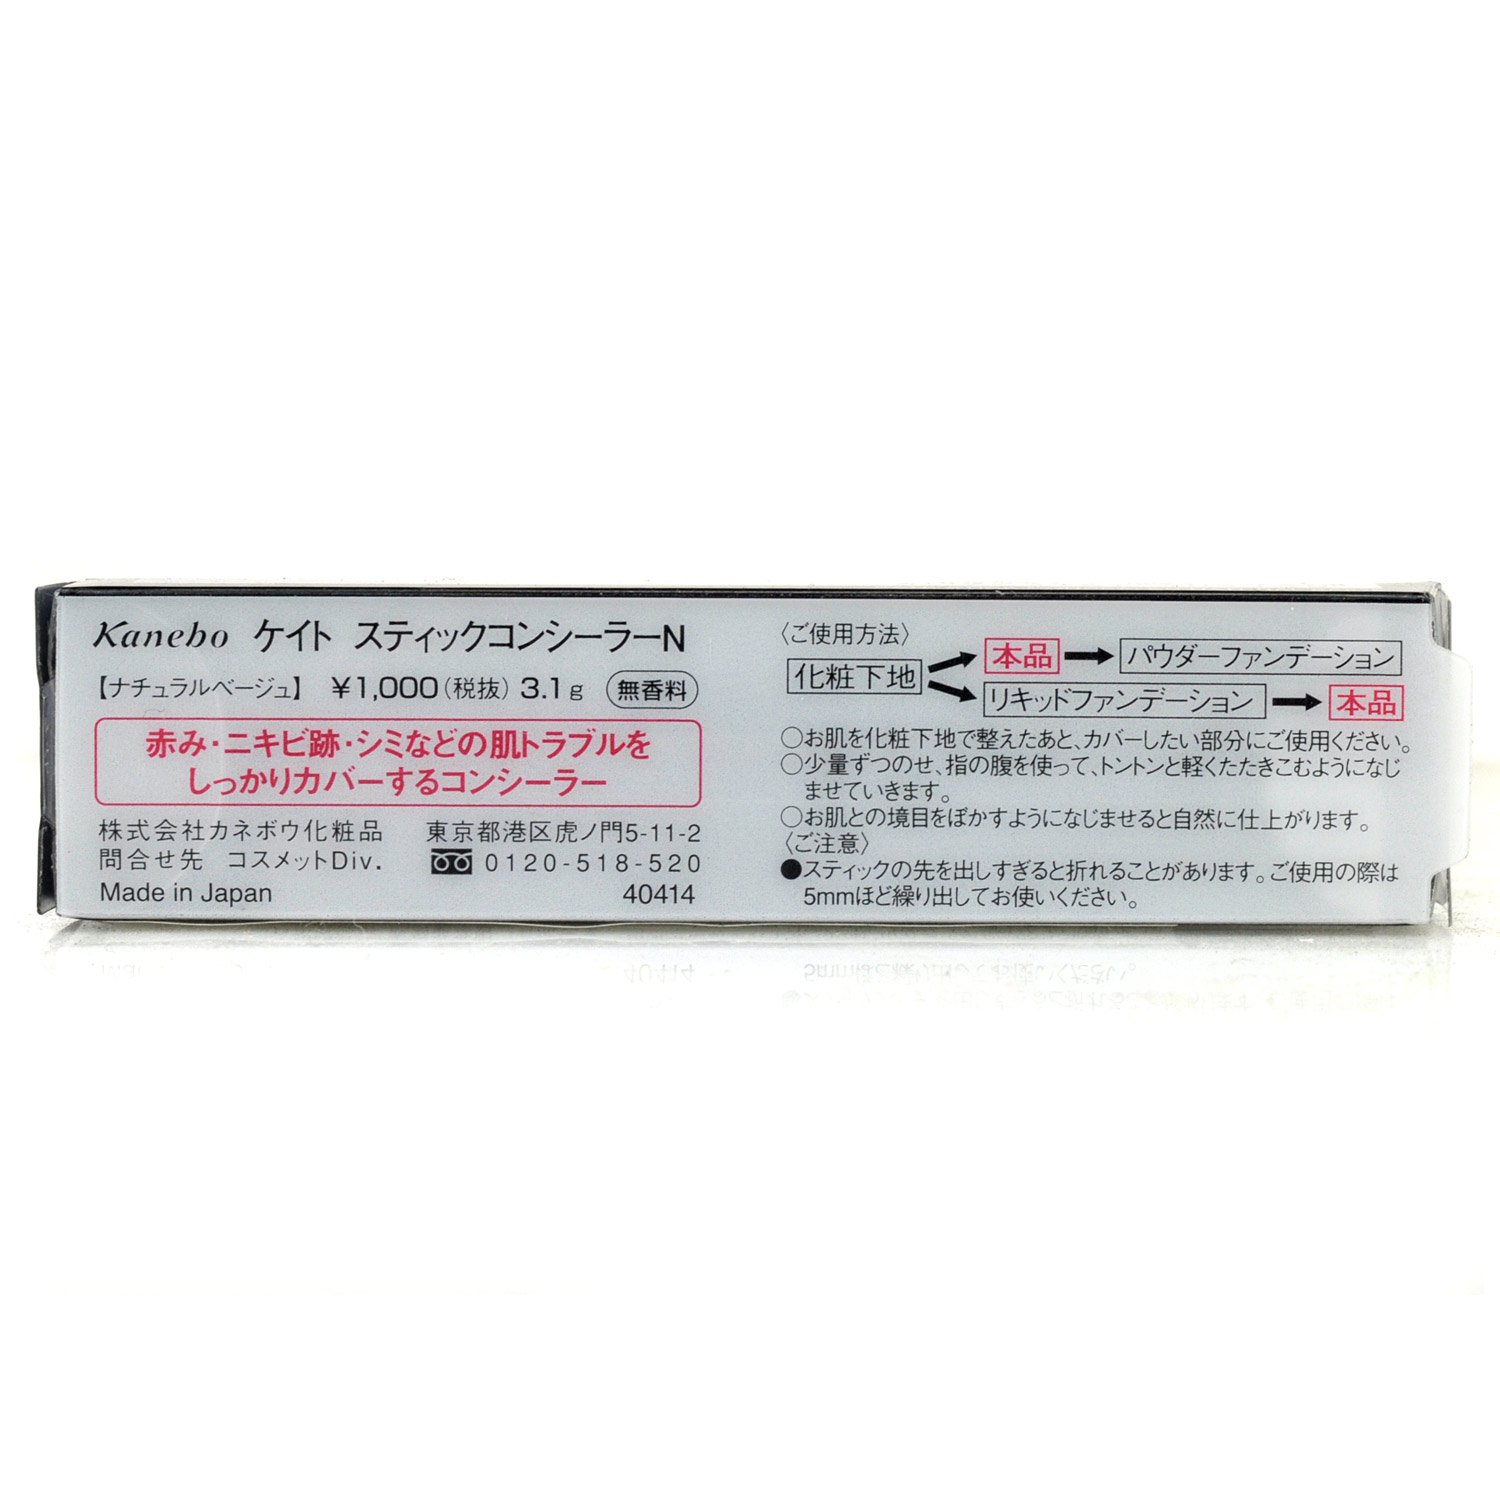 Kanebo ケイト スティックコンシーラーN
【ナチュラルベージュ】 ¥1,000(税抜) 3.1g 無香料
赤み・ニキビ跡・シミなどの肌トラブルを
しっかりカバーするコンシーラー
株式会社カネボウ化粧品 東京都港区虎ノ門5-11-2
問合せ先 コスメットDiv. 0120-518-520
Made in Japan 40414
〈ご使用方法〉
化粧下地
本品 → パウダーファンデーション
リキッドファンデーション → 本品
○お肌を化粧下地で整えたあと、カバーしたい部分にご使用ください。
○少量ずつのせ、指の腹を使って、トントンと軽くたたきこむようになじ
ませていきます。
○お肌との境目をぼかすようになじませると自然に仕上がります。
〈ご注意〉
●スティックの先を出しすぎると折れることがあります。ご使用の際は
5mmほど繰り出してお使いください。